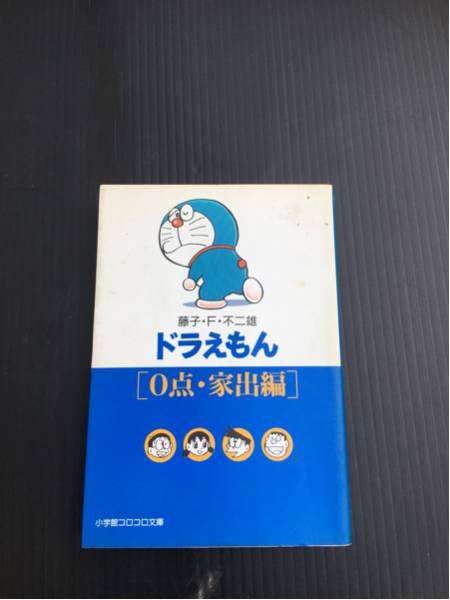 藤子・F・不二雄
ドラえもん
［0点・家出編］
小学館コロコロ文庫